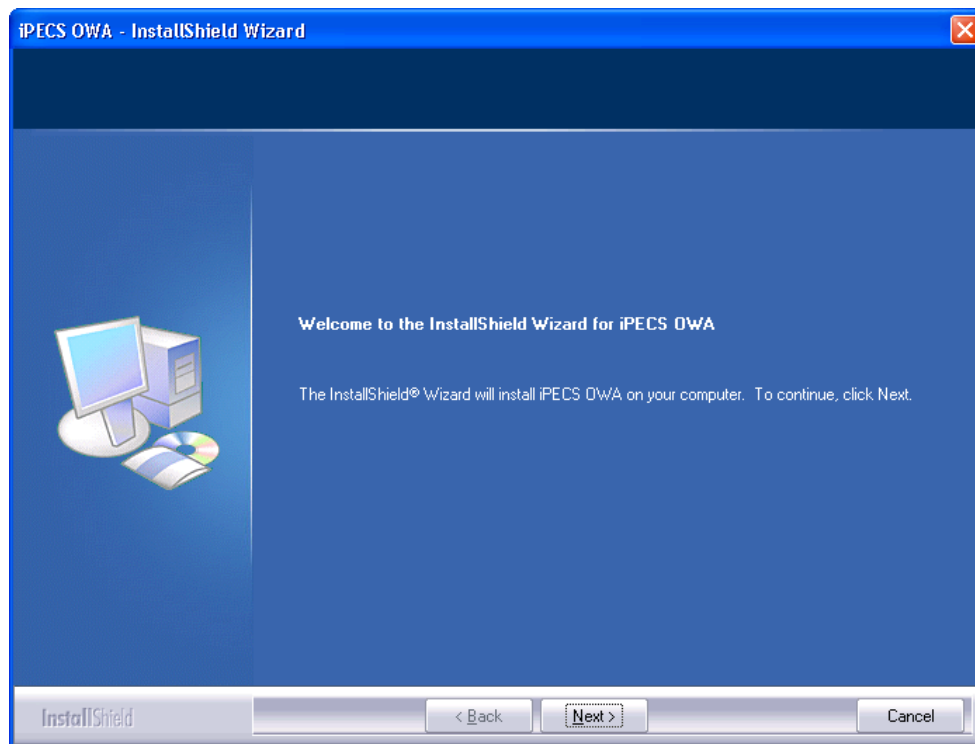 iPECS OWA - InstallShield Wizard
Welcome to the InstallShield Wizard for iPECS OWA
The InstallShield® Wizard will install iPECS OWA on your computer. To continue, click Next.
InstallShield
< Back
Next >
Cancel